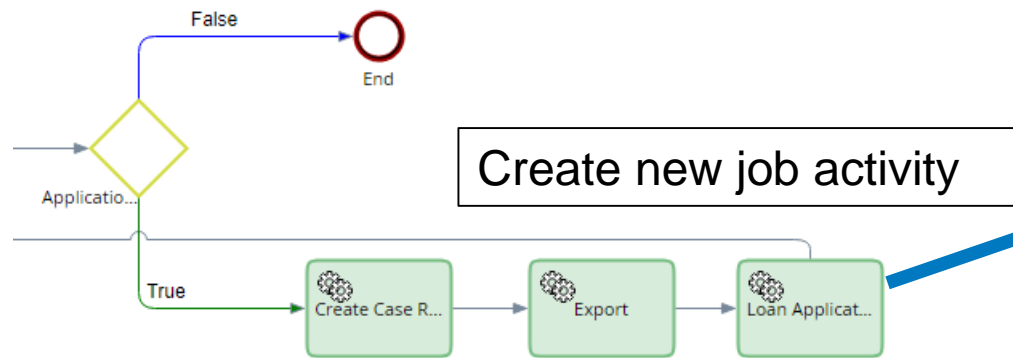 False
End
Create new job activity
Applicatio...
True
Create Case R...
Export
Loan Applicat...